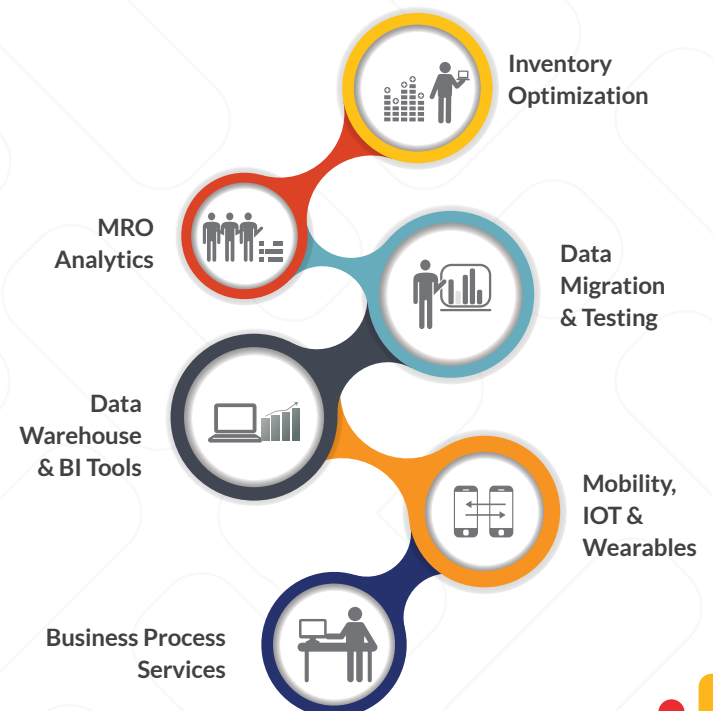 Inventory
Optimization
MRO
Analytics
Data
Migration
& Testing
Data
Warehouse
& BI Tools
Mobility,
IOT &
Wearables
Business Process
Services